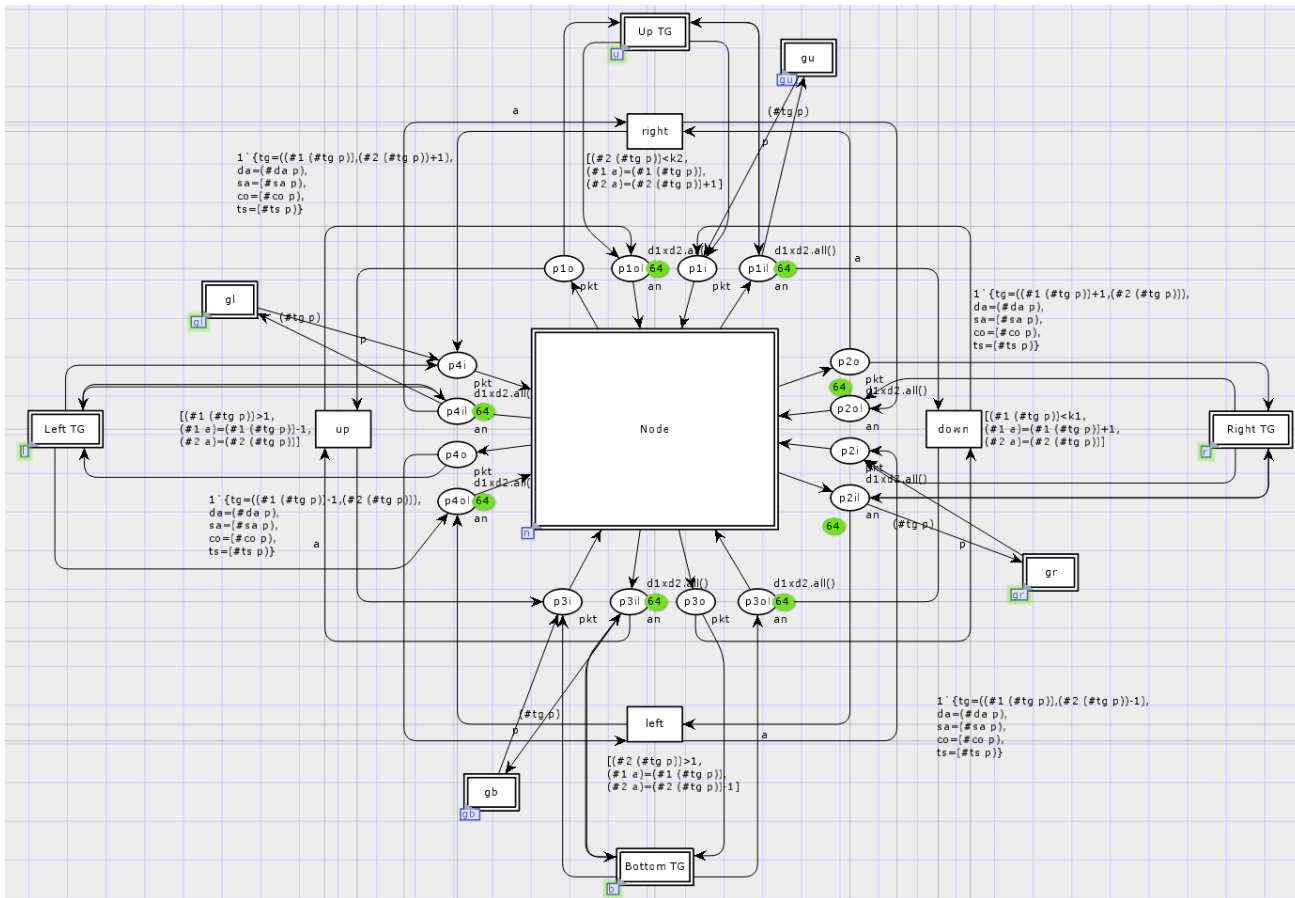 Up TG
u
gu
gu
a
(#tg p)
right
p
1`{tg=((#1 (#tg p)),(#2 (#tg p))+1),
da=(#da p),
sa=(#sa p),
co=(#co p),
ts=(#ts p)}
[(#2 (#tg p))<k2,
(#1 a)=(#1 (#tg p)),
(#2 a)=(#2 (#tg p))+1]
d1xd2.all()
d1xd2.all()
a
p1o
p1ol
64
p1i
p1il
64
pkt
an
pkt
an
gl
gl
(#tg p)
p
1`{tg=((#1 (#tg p))+1,(#2 (#tg p))),
da=(#da p),
sa=(#sa p),
co=(#co p),
ts=(#ts p)}
p4i
p2o
pkt
d1xd2.all()
64
pkt
d1xd2.all()
p4il
64
p2ol
an
an
Left TG
l
[(#1 (#tg p))>1,
(#1 a)=(#1 (#tg p))-1,
(#2 a)=(#2 (#tg p))]
up
Node
n
down
[(#1 (#tg p))<k1,
(#1 a)=(#1 (#tg p))+1,
(#2 a)=(#2 (#tg p))]
Right TG
r
p4o
p2i
pkt
d1xd2.all()
pkt
d1xd2.all()
p4ol
64
p2il
an
an
64
(#tg p)
p
1`{tg=((#1 (#tg p))-1,(#2 (#tg p))),
da=(#da p),
sa=(#sa p),
co=(#co p),
ts=(#ts p)}
a
gr
gr
d1xd2.all()
d1xd2.all()
p3i
p3il
64
p3o
p3ol
64
pkt
an
pkt
an
(#tg p)
p
left
a
1`{tg=((#1 (#tg p)),(#2 (#tg p))-1),
da=(#da p),
sa=(#sa p),
co=(#co p),
ts=(#ts p)}
[(#2 (#tg p))>1,
(#1 a)=(#1 (#tg p)),
(#2 a)=(#2 (#tg p))-1]
gb
gb
Bottom TG
b